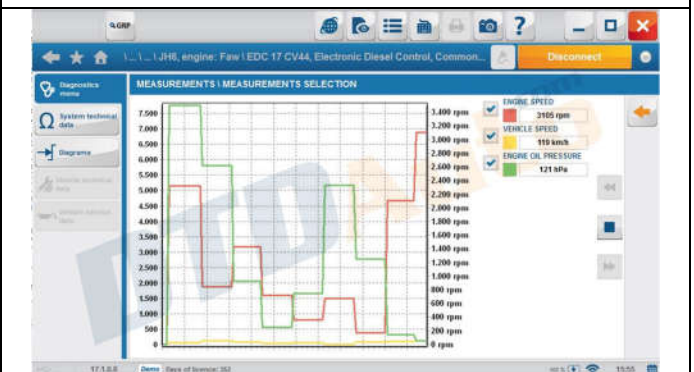 GRP
?
\ ... \ ... \ JH6, engine: Faw \ EDC 17 CV44, Electronic Diesel Control, Common...
Disconnect
Diagnostics
menu
MEASUREMENTS \ MEASUREMENTS SELECTION
System technical
data
Diagrams
7.500
7.000
6.500
6.000
5.500
5.000
4.500
4.000
3.500
3.000
2.500
2.000
1.500
1.000
500
0
3.400 rpm
3.200 rpm
3.000 rpm
2.800 rpm
2.600 rpm
2.400 rpm
2.200 rpm
2.000 rpm
1.800 rpm
1.600 rpm
1.400 rpm
1.200 rpm
1.000 rpm
800 rpm
600 rpm
400 rpm
200 rpm
0 rpm
ENGINE SPEED
3105 rpm
VEHICLE SPEED
119 km/h
ENGINE OIL PRESSURE
121 hPa
17.1.0.0
Demo
Days of licence: 352
15:55